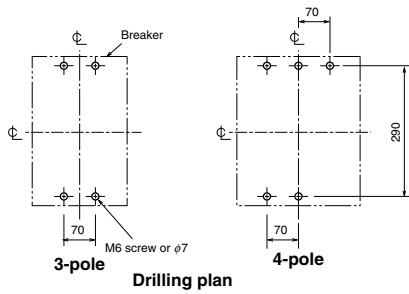 70
℄
Breaker
℄
℄
℄
290
70
M6 screw or φ7
70
3-pole
4-pole
Drilling plan